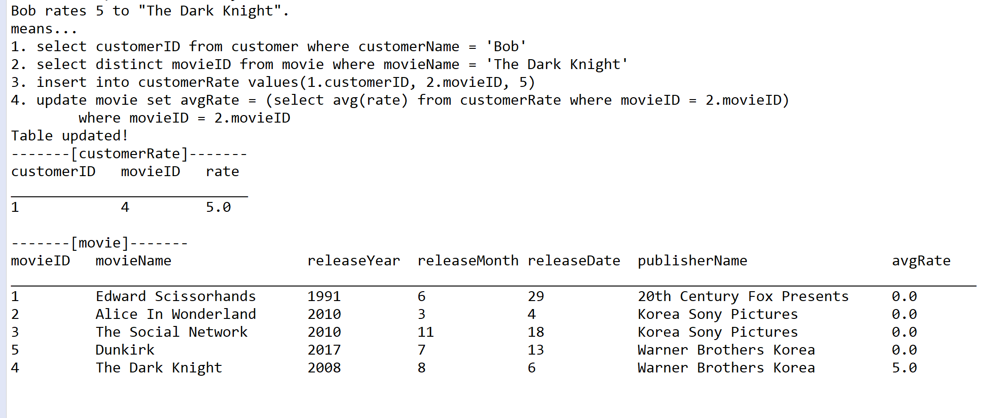 Bob rates 5 to "The Dark Knight".
means...
1. select customerID from customer where customerName = 'Bob'
2. select distinct movieID from movie where movieName = 'The Dark Knight'
3. insert into customerRate values(1.customerID, 2.movieID, 5)
4. update movie set avgRate = (select avg(rate) from customerRate where movieID = 2.movieID)
        where movieID = 2.movieID
Table updated!
-------[customerRate]-------
customerID   movieID   rate
____________________________
1            4         5.0
-------[movie]-------
movieID   movieName                releaseYear  releaseMonth releaseDate  publisherName                 avgRate
__________________________________________________________________________________________________________________
1         Edward Scissorhands      1991         6            29           20th Century Fox Presents     0.0
2         Alice In Wonderland      2010         3            4            Korea Sony Pictures           0.0
3         The Social Network       2010         11           18           Korea Sony Pictures           0.0
5         Dunkirk                  2017         7            13           Warner Brothers Korea         0.0
4         The Dark Knight          2008         8            6            Warner Brothers Korea         5.0